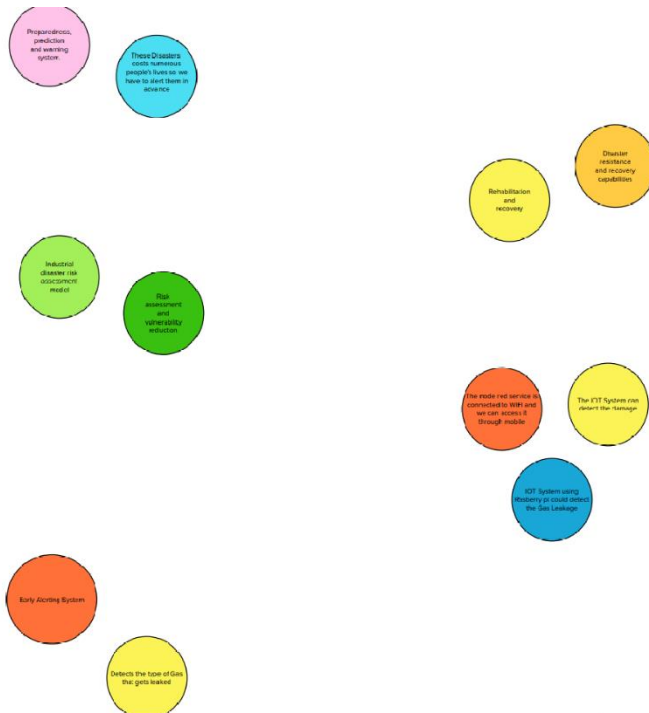 Preparedness,
prediction
and warning
system.
These Disasters
costs numerous
people's lives so we
have to alert them in
advance
Disaster
resistance
and recovery
capabilities
Rehabilitation
and
recovery
Industrial
disaster risk
assessment
model
Risk
assessment
and
vulnerability
reduction
The node red service is
connected to WiFi and
we can access it
through mobile
The IOT System can
detect the damage
IOT System using
Rasberry pi could detect
the Gas Leakage
Early Alerting System
Detects the type of Gas
that gets leaked